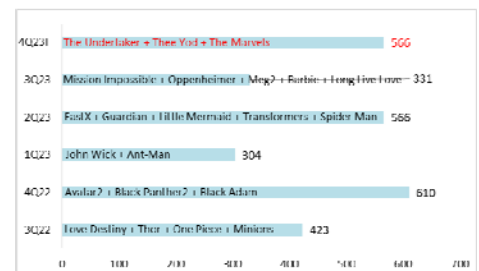 4Q23F The Undertaker + Thee Yod + The Marvels 566
3Q23 Mission Impossible + Oppenheimer + Meg2 + Barbie + Long Live Love 331
2Q23 FastX + Guardian + Little Mermaid + Transformers + Spider Man 566
1Q23 John Wick + Ant-Man 304
4Q22 Avatar2 + Black Panther2 + Black Adam 610
3Q22 Love Destiny + Thor + One Piece + Minions 423
0 100 200 300 400 500 600 700